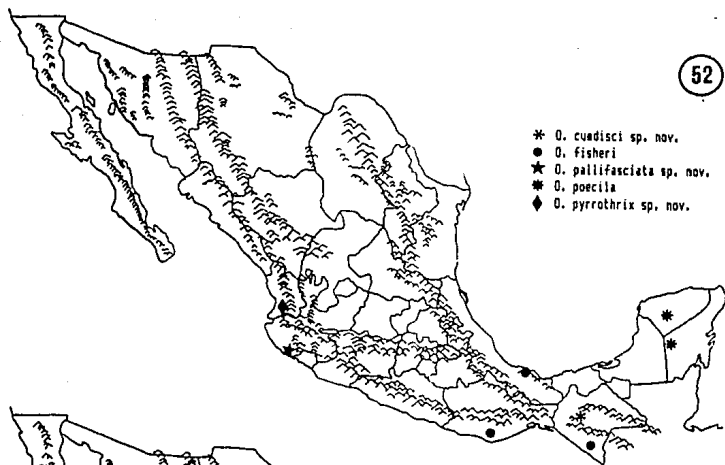 52
* O. cuadisci sp. nov.
● O. fisheri
★ O. pallifasciata sp. nov.
✸ O. poecila
♦ O. pyrrothrix sp. nov.